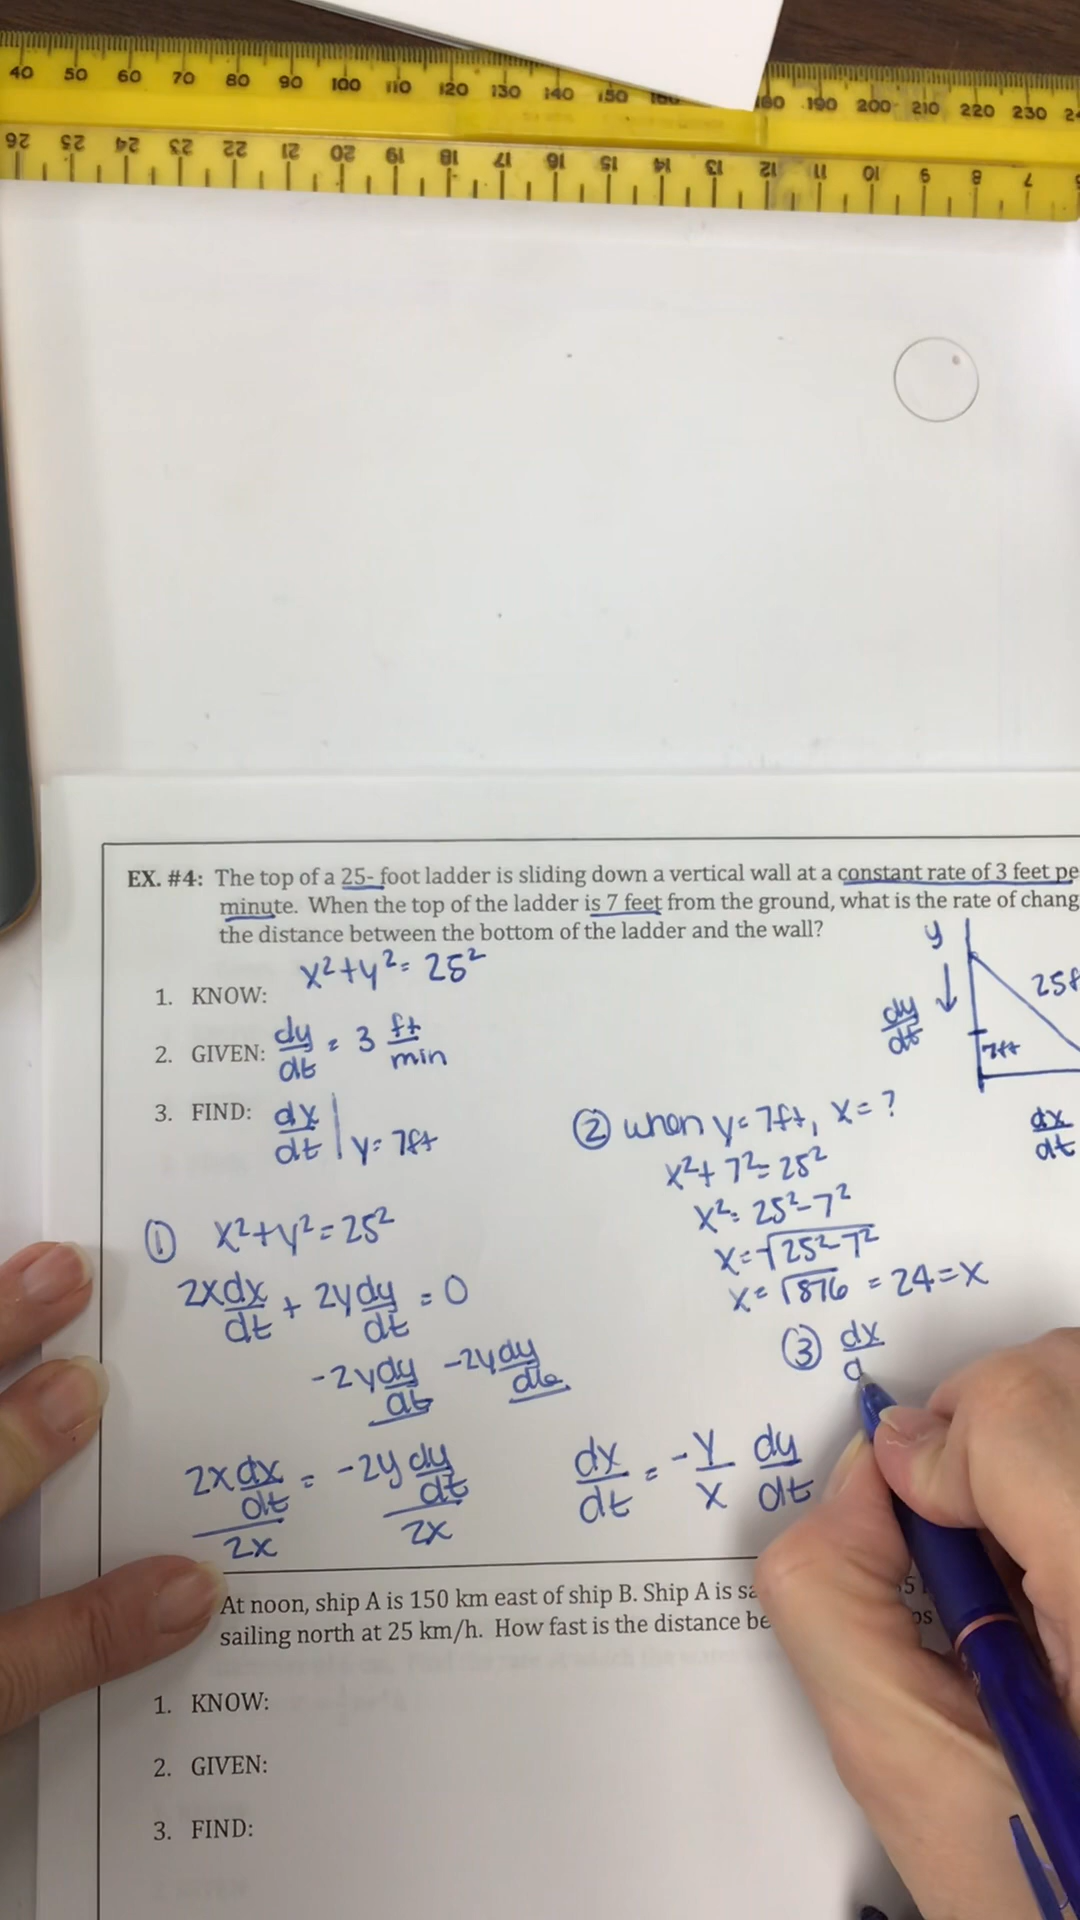 40 50 60 70 80 90 100 110 120 130 140 150 160 180 190 200 210 220 230
26 25 24 23 22 21 20 19 18 17 16 15 14 13 12 11 10 9 8 7
EX. #4: The top of a 25- foot ladder is sliding down a vertical wall at a constant rate of 3 feet pe
minute. When the top of the ladder is 7 feet from the ground, what is the rate of chang
the distance between the bottom of the ladder and the wall?
x²+y²= 25²
1. KNOW:
2. GIVEN: dy/dt = 3 ft/min
3. FIND: dx/dt | y= 7ft
y
dy/dt ↓
25f
7ft
dx/dt
① x²+y²=25²
2x dx/dt + 2y dy/dt = 0
-2y dy/dt -2y dy/dt
2x dx/dt / 2x = -2y dy/dt / 2x
dx/dt = -y/x dy/dt
② when y=7ft, x=?
x²+ 7²=25²
x²= 25²-7²
x=√25²-7²
x=√876 = 24=x
③ dx
d
At noon, ship A is 150 km east of ship B. Ship A is sa
sailing north at 25 km/h. How fast is the distance be
1. KNOW:
2. GIVEN:
3. FIND: